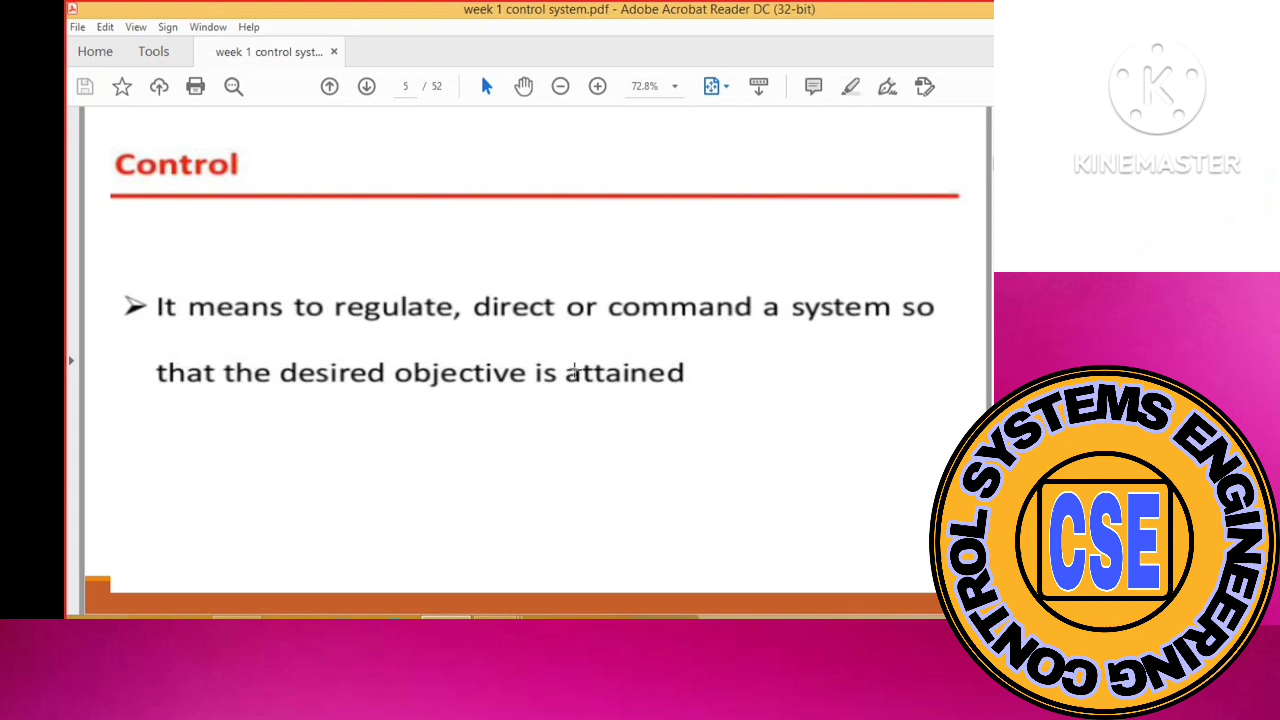 week 1 control system.pdf - Adobe Acrobat Reader DC (32-bit)
File Edit View Sign Window Help
Home Tools week 1 control syst... ×
5 / 52 72.8%
Control
➤ It means to regulate, direct or command a system so
that the desired objective is attained
K
KINEMASTER
CONTROL SYSTEMS ENGINEERING
CSE